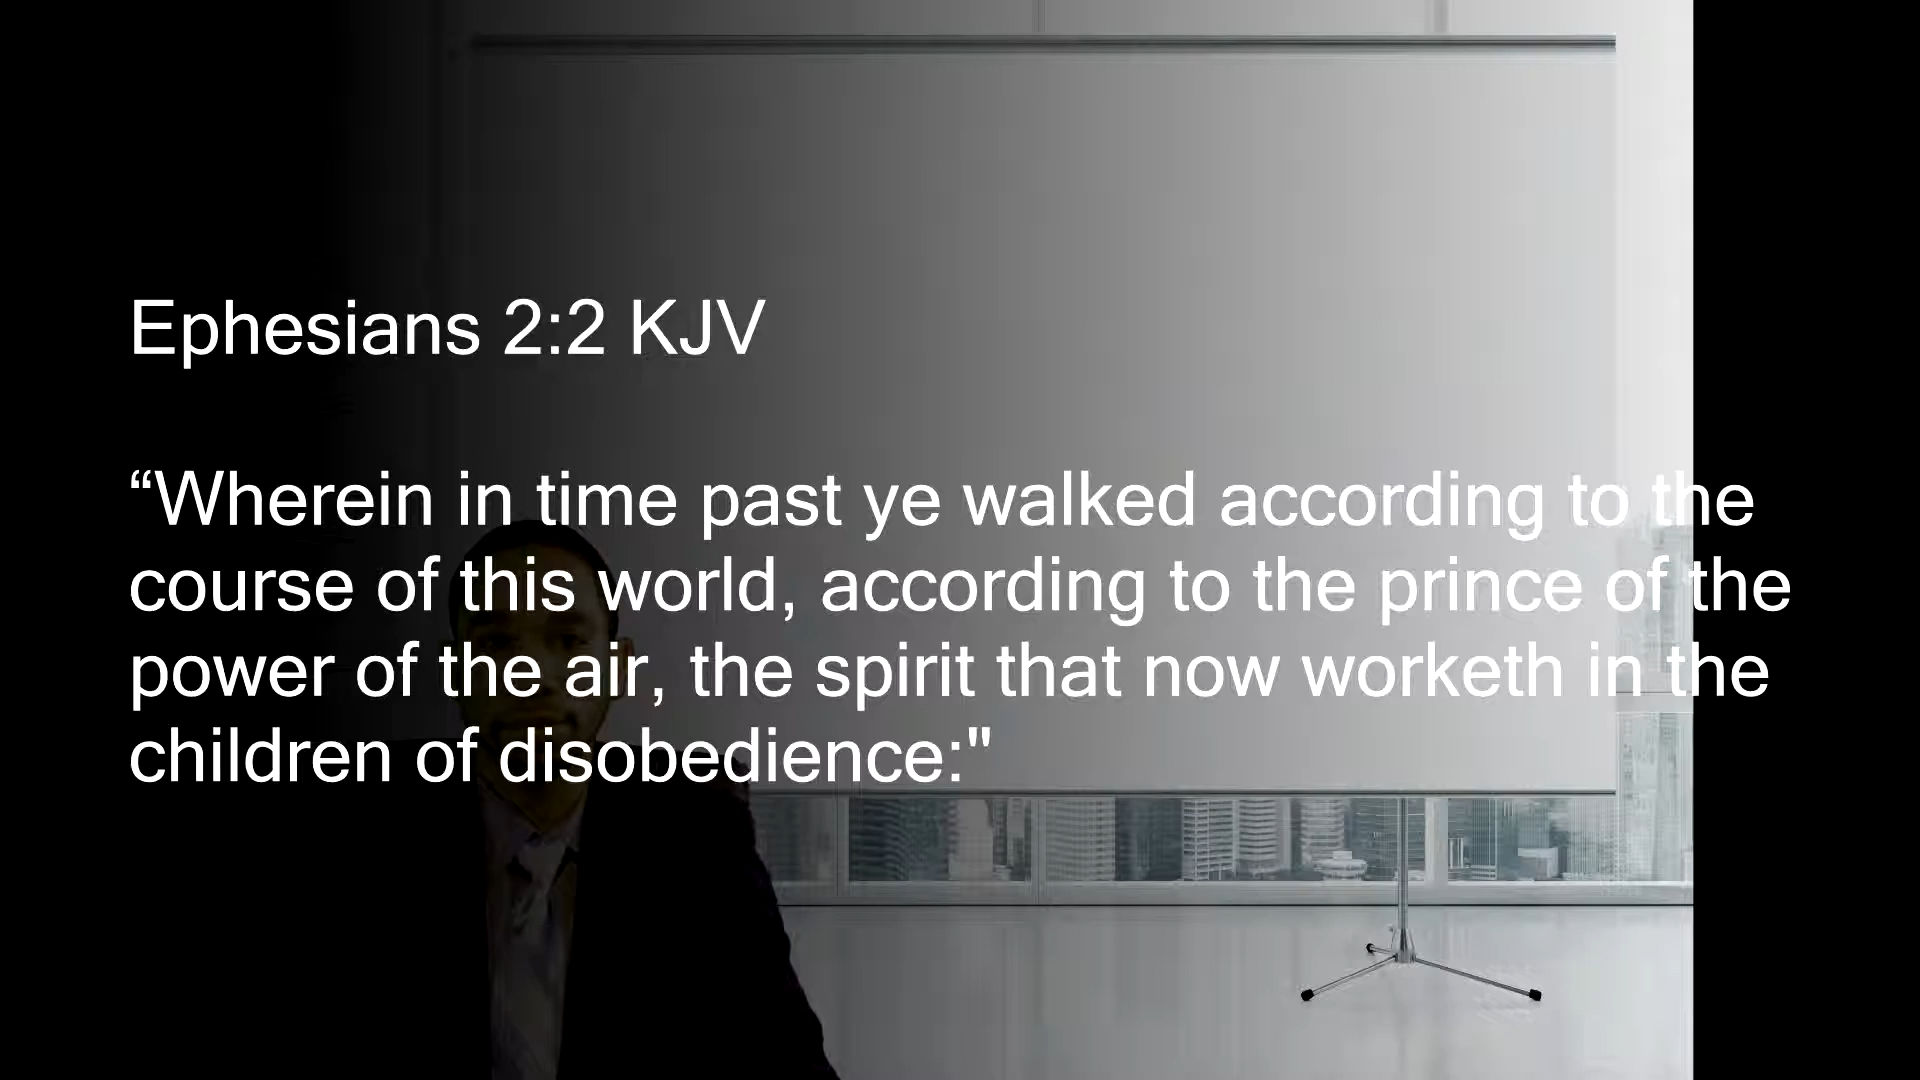 Ephesians 2:2 KJV
“Wherein in time past ye walked according to the
course of this world, according to the prince of the
power of the air, the spirit that now worketh in the
children of disobedience:"